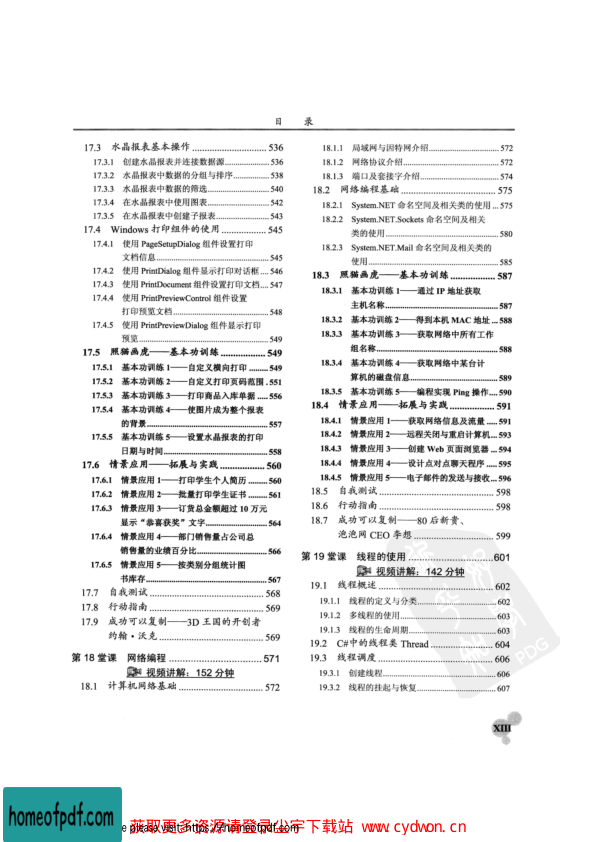 目 录
17.3 水晶报表基本操作 ............................ 536
17.3.1 创建水晶报表并连接数据源.................. 536
17.3.2 水晶报表中数据的分组与排序.............. 538
17.3.3 水晶报表中数据的筛选........................ 540
17.3.4 在水晶报表中使用图表........................ 542
17.3.5 在水晶报表中创建子报表..................... 543
17.4 Windows 打印组件的使用 ................. 545
17.4.1 使用 PageSetupDialog 组件设置打印
文档信息.............................................. 545
17.4.2 使用 PrintDialog 组件显示打印对话框.... 546
17.4.3 使用 PrintDocument 组件设置打印文档.... 547
17.4.4 使用 PrintPreviewControl 组件设置
打印预览文档....................................... 548
17.4.5 使用 PrintPreviewDialog 组件显示打印
预览...................................................... 549
17.5 照猫画虎——基本功训练 ................. 549
17.5.1 基本功训练 1——自定义横向打印 ......... 549
17.5.2 基本功训练 2——自定义打印页码范围 . 551
17.5.3 基本功训练 3——打印商品入库单据 ..... 556
17.5.4 基本功训练 4——使图片成为整个报表
的背景................................................... 557
17.5.5 基本功训练 5——设置水晶报表的打印
日期与时间........................................... 558
17.6 情景应用——拓展与实践 ................. 560
17.6.1 情景应用 1——打印学生个人简历 ......... 560
17.6.2 情景应用 2——批量打印学生证书 ......... 561
17.6.3 情景应用 3——订货总金额超过 10 万元
显示“恭喜获奖”文字........................... 564
17.6.4 情景应用 4——部门销售量占公司总
销售量的业绩百分比............................. 566
17.6.5 情景应用 5——按类别分组统计图
书库存................................................... 567
17.7 自我测试 ........................................... 568
17.8 行动指南 ........................................... 569
17.9 成功可以复制——3D 王国的开创者
约翰·沃克 ........................................ 569
第 18 堂课 网络编程 ................................ 571
视频讲解：152 分钟
18.1 计算机网络基础 ................................ 572
18.1.1 局域网与因特网介绍........................... 572
18.1.2 网络协议介绍...................................... 572
18.1.3 端口及套接字介绍............................... 574
18.2 网络编程基础 .................................... 575
18.2.1 System.NET 命名空间及相关类的使用 ... 575
18.2.2 System.NET.Sockets 命名空间及相关
类的使用.............................................. 580
18.2.3 System.NET.Mail 命名空间及相关类的
使用...................................................... 585
18.3 照猫画虎——基本功训练 ................. 587
18.3.1 基本功训练 1——通过 IP 地址获取
主机名称.............................................. 587
18.3.2 基本功训练 2——得到本机 MAC 地址 ... 588
18.3.3 基本功训练 3——获取网络中所有工作
组名称.................................................. 588
18.3.4 基本功训练 4——获取网络中某台计
算机的磁盘信息................................... 589
18.3.5 基本功训练 5——编程实现 Ping 操作.... 590
18.4 情景应用——拓展与实践 ................. 591
18.4.1 情景应用 1——获取网络信息及流量 ..... 591
18.4.2 情景应用 2——远程关闭与重启计算机... 593
18.4.3 情景应用 3——创建 Web 页面浏览器 ... 594
18.4.4 情景应用 4——设计点对点聊天程序 ..... 595
18.4.5 情景应用 5——电子邮件的发送与接收... 596
18.5 自我测试 ........................................... 598
18.6 行动指南 ........................................... 598
18.7 成功可以复制——80 后新贵、
泡泡网 CEO 李想 ............................... 599
第 19 堂课 线程的使用 ............................. 601
视频讲解：142 分钟
19.1 线程概述 ........................................... 602
19.1.1 线程的定义与分类............................... 602
19.1.2 多线程的使用...................................... 603
19.1.3 线程的生命周期................................... 603
19.2 C#中的线程类 Thread ....................... 604
19.3 线程调度 ........................................... 606
19.3.1 创建线程.............................................. 606
19.3.2 线程的挂起与恢复............................... 607
PDG
XIII
homeofpdf.com
e please visit: https://homeofpdf.com
获取更多资源请登录公宇下载站 www.cydwon.cn